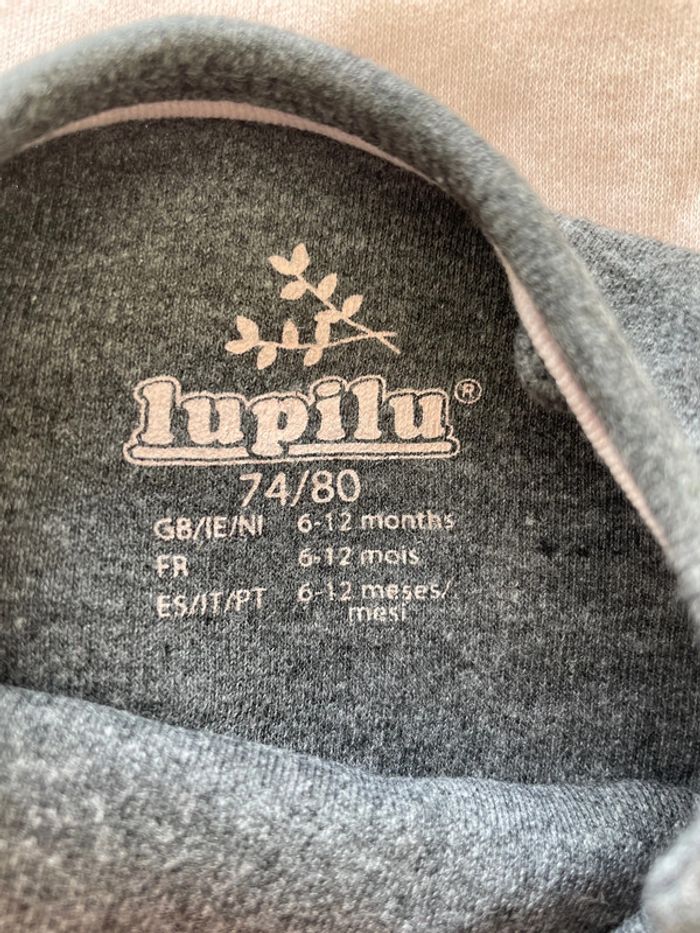 lupilu®
74/80
GB/IE/NI 6-12 months
FR 6-12 mois
ES/IT/PT 6-12 meses/
mesi